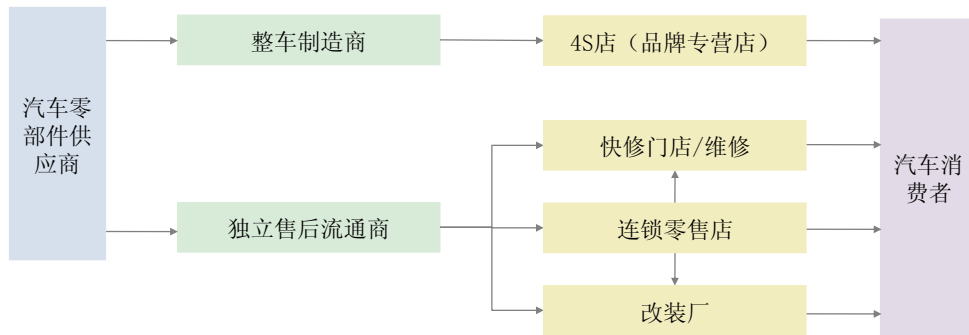 整车制造商
4S店（品牌专营店）
汽车零
部件供
应商
快修门店/维修
汽车消
费者
独立售后流通商
连锁零售店
改装厂